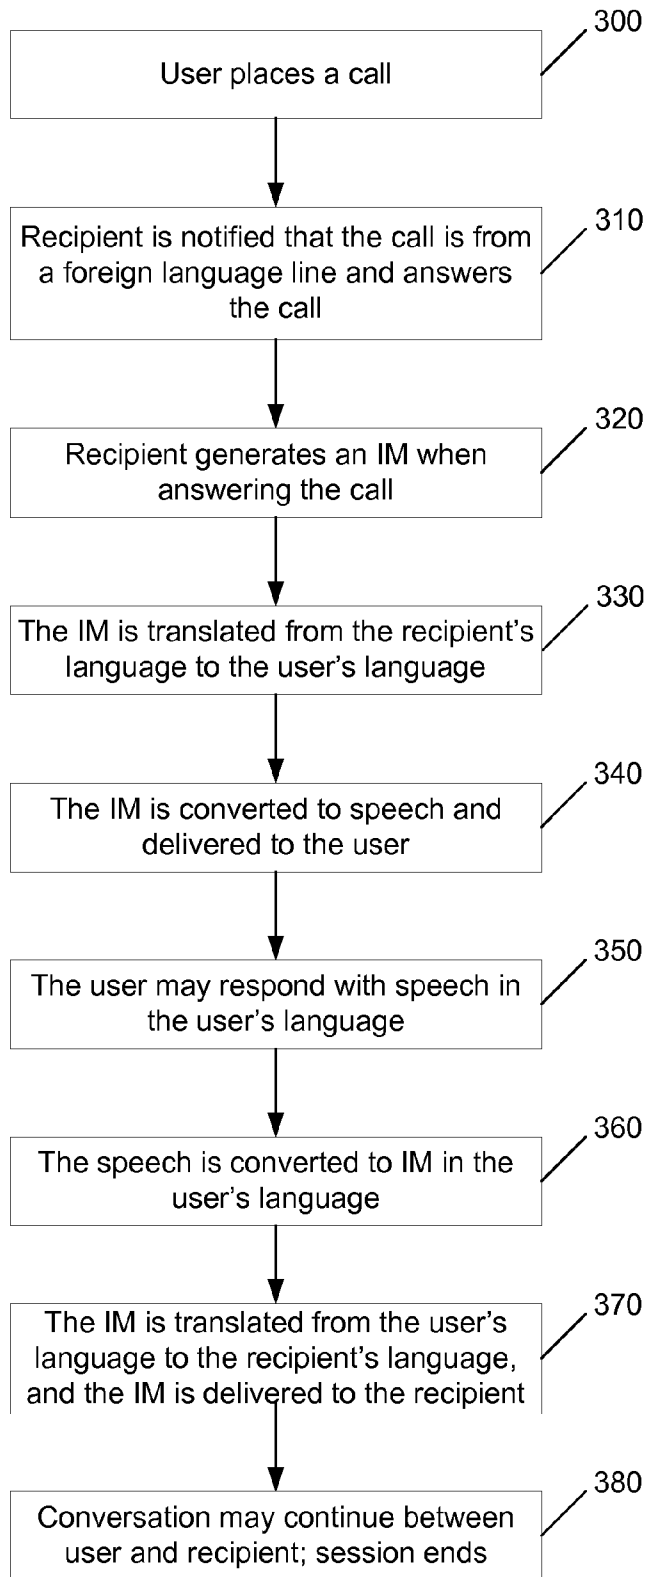 300
User places a call
310
Recipient is notified that the call is from
a foreign language line and answers
the call
320
Recipient generates an IM when
answering the call
330
The IM is translated from the recipient's
language to the user's language
340
The IM is converted to speech and
delivered to the user
350
The user may respond with speech in
the user's language
360
The speech is converted to IM in the
user's language
370
The IM is translated from the user's
language to the recipient's language,
and the IM is delivered to the recipient
380
Conversation may continue between
user and recipient; session ends